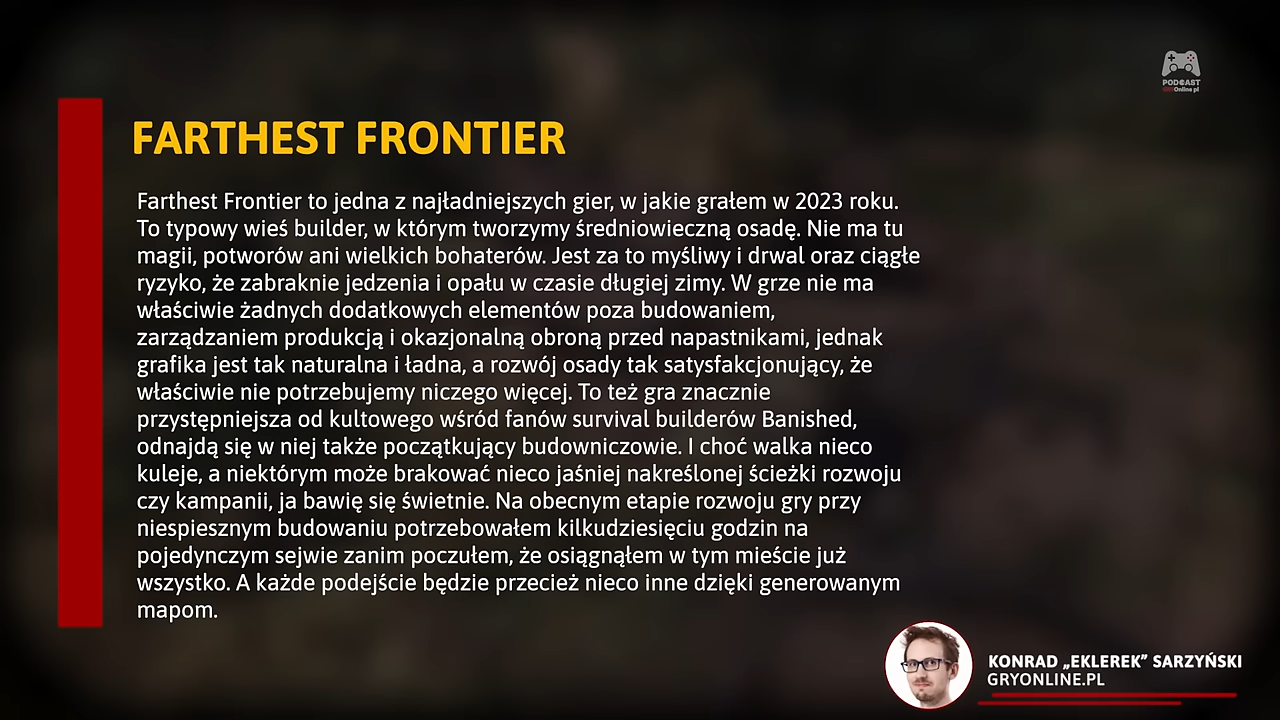 PODCAST
GRYOnline.pl
FARTHEST FRONTIER
Farthest Frontier to jedna z najładniejszych gier, w jakie grałem w 2023 roku.
To typowy wieś builder, w którym tworzymy średniowieczną osadę. Nie ma tu
magii, potworów ani wielkich bohaterów. Jest za to myśliwy i drwal oraz ciągłe
ryzyko, że zabraknie jedzenia i opału w czasie długiej zimy. W grze nie ma
właściwie żadnych dodatkowych elementów poza budowaniem,
zarządzaniem produkcją i okazjonalną obroną przed napastnikami, jednak
grafika jest tak naturalna i ładna, a rozwój osady tak satysfakcjonujący, że
właściwie nie potrzebujemy niczego więcej. To też gra znacznie
przystępniejsza od kultowego wśród fanów survival builderów Banished,
odnajdą się w niej także początkujący budowniczowie. I choć walka nieco
kuleje, a niektórym może brakować nieco jaśniej nakreślonej ścieżki rozwoju
czy kampanii, ja bawię się świetnie. Na obecnym etapie rozwoju gry przy
niespiesznym budowaniu potrzebowałem kilkudziesięciu godzin na
pojedynczym sejwie zanim poczułem, że osiągnąłem w tym mieście już
wszystko. A każde podejście będzie przecież nieco inne dzięki generowanym
mapom.
KONRAD „EKLEREK” SARZYŃSKI
GRYONLINE.PL